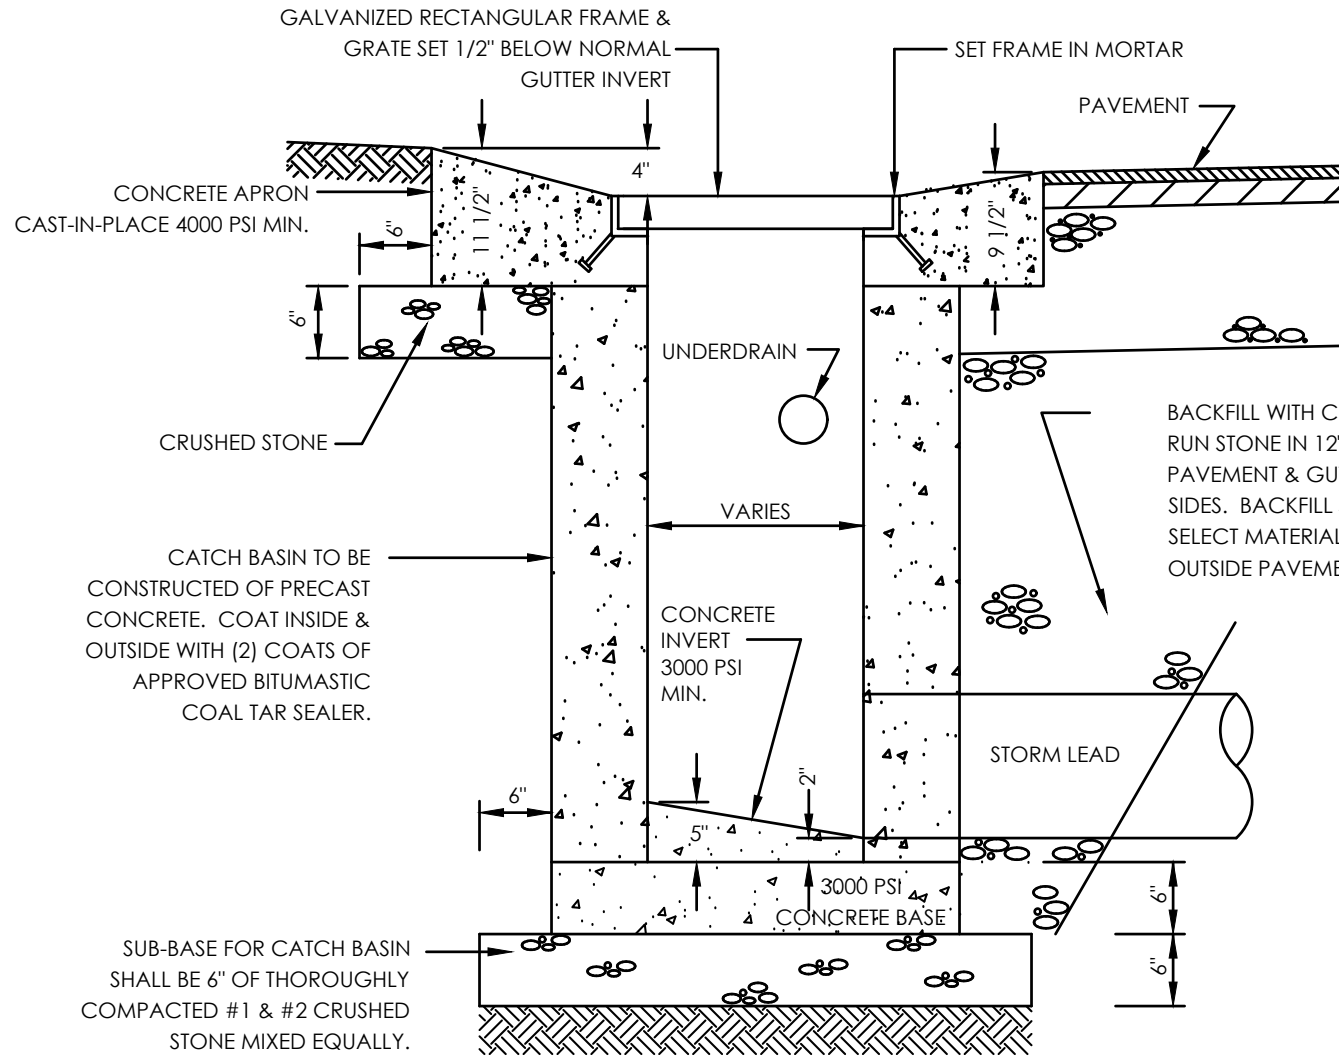 GALVANIZED RECTANGULAR FRAME &
GRATE SET 1/2" BELOW NORMAL
GUTTER INVERT
SET FRAME IN MORTAR
PAVEMENT
4"
CONCRETE APRON
CAST-IN-PLACE 4000 PSI MIN.
6"
11 1/2"
9 1/2"
6"
UNDERDRAIN
CRUSHED STONE
BACKFILL WITH C
RUN STONE IN 12"
PAVEMENT & GU
SIDES. BACKFILL
SELECT MATERIAL
OUTSIDE PAVEME
VARIES
CATCH BASIN TO BE
CONSTRUCTED OF PRECAST
CONCRETE. COAT INSIDE &
OUTSIDE WITH (2) COATS OF
APPROVED BITUMASTIC
COAL TAR SEALER.
CONCRETE
INVERT
3000 PSI
MIN.
STORM LEAD
6"
5"
2"
3000 PSI
CONCRETE BASE
6"
6"
SUB-BASE FOR CATCH BASIN
SHALL BE 6" OF THOROUGHLY
COMPACTED #1 & #2 CRUSHED
STONE MIXED EQUALLY.